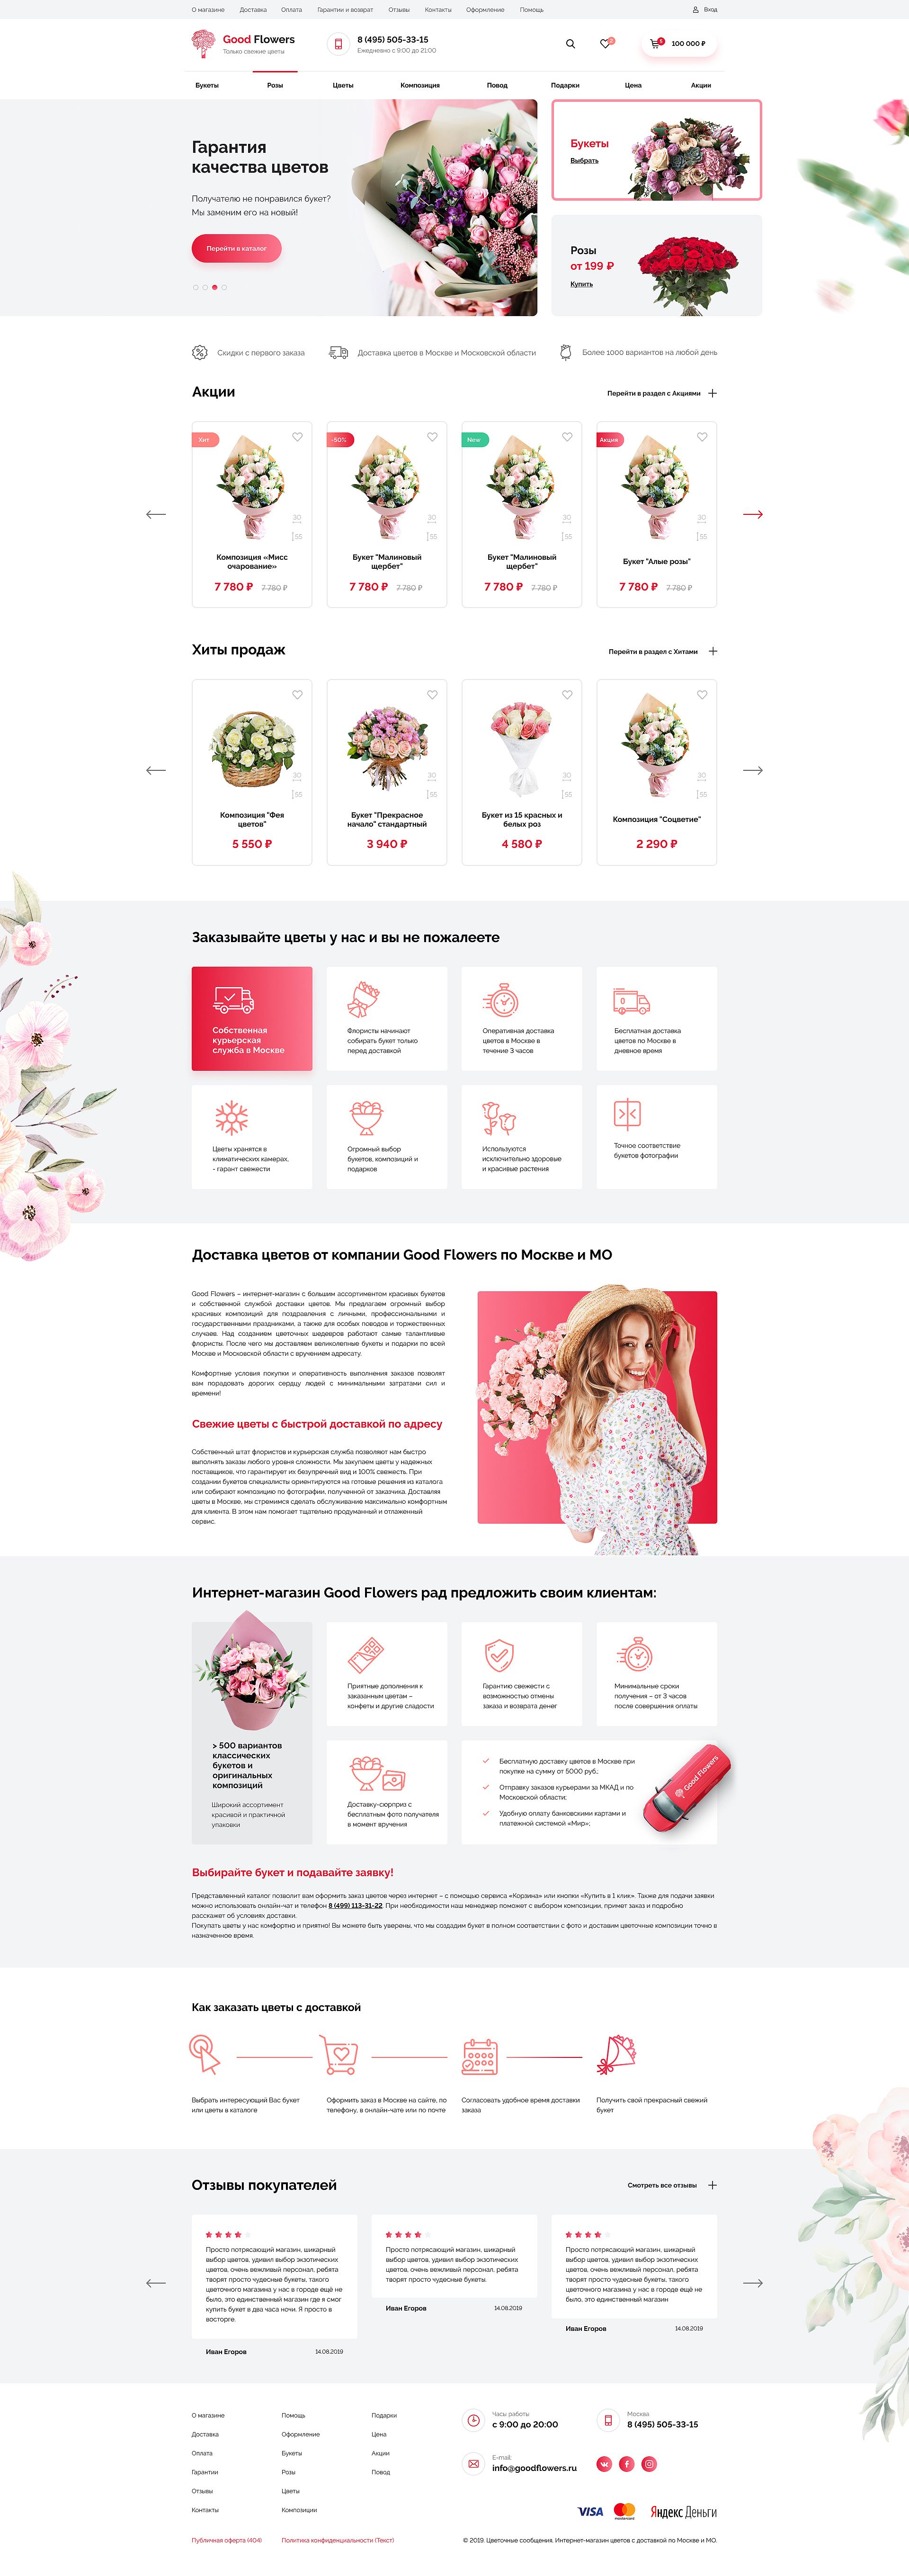 О магазине Доставка Оплата Гарантии и возврат Отзывы Контакты Оформление Помощь Вход
Good Flowers
Только свежие цветы
8 (495) 505-33-15
Ежедневно с 9:00 до 21:00
100 000 ₽
Букеты Розы Цветы Композиция Повод Подарки Цена Акции
Гарантия
качества цветов
Получателю не понравился букет?
Мы заменим его на новый!
Перейти в каталог
Букеты
Выбрать
Розы
от 199 ₽
Купить
Скидки с первого заказа
Доставка цветов в Москве и Московской области
Более 1000 вариантов на любой день
Акции
Перейти в раздел с Акциями
Хит
30
55
Композиция «Мисс
очарование»
7 780 ₽ 7 780 ₽
-50%
30
55
Букет "Малиновый
щербет"
7 780 ₽ 7 780 ₽
New
30
55
Букет "Малиновый
щербет"
7 780 ₽ 7 780 ₽
Акция
30
55
Букет "Алые розы"
7 780 ₽ 7 780 ₽
Хиты продаж
Перейти в раздел с Хитами
30
55
Композиция "Фея
цветов"
5 550 ₽
30
55
Букет "Прекрасное
начало" стандартный
3 940 ₽
30
55
Букет из 15 красных и
белых роз
4 580 ₽
30
55
Композиция "Соцветие"
2 290 ₽
Заказывайте цветы у нас и вы не пожалеете
Собственная
курьерская
служба в Москве
Флористы начинают
собирать букет только
перед доставкой
Оперативная доставка
цветов в Москве в
течение 3 часов
Бесплатная доставка
цветов по Москве в
дневное время
Цветы хранятся в
климатических камерах,
- гарант свежести
Огромный выбор
букетов, композиций и
подарков
Используются
исключительно здоровые
и красивые растения
Точное соответствие
букетов фотографии
Доставка цветов от компании Good Flowers по Москве и МО
Good Flowers – интернет-магазин с большим ассортиментом красивых букетов
и собственной службой доставки цветов. Мы предлагаем огромный выбор
красивых композиций для поздравления с личными, профессиональными и
государственными праздниками, а также для особых поводов и торжественных
случаев. Над созданием цветочных шедевров работают самые талантливые
флористы. После чего мы доставляем великолепные букеты и подарки по всей
Москве и Московской области с вручением адресату.
Комфортные условия покупки и оперативность выполнения заказов позволят
вам порадовать дорогих сердцу людей с минимальными затратами сил и
времени!
Свежие цветы с быстрой доставкой по адресу
Собственный штат флористов и курьерская служба позволяют нам быстро
выполнять заказы любого уровня сложности. Мы закупаем цветы у надежных
поставщиков, что гарантирует их безупречный вид и 100% свежесть. При
создании букетов специалисты ориентируются на готовые решения из каталога
или собирают композицию по фотографии, полученной от заказчика. Доставляя
цветы в Москве, мы стремимся сделать обслуживание максимально комфортным
для клиента. В этом нам помогает тщательно продуманный и отлаженный
сервис.
Интернет-магазин Good Flowers рад предложить своим клиентам:
> 500 вариантов
классических
букетов и
оригинальных
композиций
Широкий ассортимент
красивой и практичной
упаковки
Приятные дополнения к
заказанным цветам –
конфеты и другие сладости
Гарантию свежести с
возможностью отмены
заказа и возврата денег
Минимальные сроки
получения – от 3 часов
после совершения оплаты
Доставку-сюрприз с
бесплатным фото получателя
в момент вручения
Бесплатную доставку цветов в Москве при
покупке на сумму от 5000 руб.;
Отправку заказов курьерами за МКАД и по
Московской области;
Удобную оплату банковскими картами и
платежной системой «Мир»;
Good Flowers
Выбирайте букет и подавайте заявку!
Представленный каталог позволит вам оформить заказ цветов через интернет – с помощью сервиса «Корзина» или кнопки «Купить в 1 клик». Также для подачи заявки
можно использовать онлайн-чат и телефон 8 (499) 113-31-22. При необходимости наш менеджер поможет с выбором композиции, примет заказ и подробно
расскажет об условиях доставки.
Покупать цветы у нас комфортно и приятно! Вы можете быть уверены, что мы создадим букет в полном соответствии с фото и доставим цветочные композиции точно в
назначенное время.
Как заказать цветы с доставкой
Выбрать интересующий Вас букет
или цветы в каталоге
Оформить заказ в Москве на сайте, по
телефону, в онлайн-чате или по почте
Согласовать удобное время доставки
заказа
Получить свой прекрасный свежий
букет
Отзывы покупателей
Смотреть все отзывы
Просто потрясающий магазин, шикарный
выбор цветов, удивил выбор экзотических
цветов, очень вежливый персонал, ребята
творят просто чудесные букеты, такого
цветочного магазина у нас в городе ещё не
было, это единственный магазин где я смог
купить букет в два часа ночи. Я просто в
восторге.
Иван Егоров 14.08.2019
Просто потрясающий магазин, шикарный
выбор цветов, удивил выбор экзотических
цветов, очень вежливый персонал, ребята
творят просто чудесные букеты.
Иван Егоров 14.08.2019
Просто потрясающий магазин, шикарный
выбор цветов, удивил выбор экзотических
цветов, очень вежливый персонал, ребята
творят просто чудесные букеты, такого
цветочного магазина у нас в городе ещё не
было, это единственный магазин
Иван Егоров 14.08.2019
О магазине
Доставка
Оплата
Гарантии
Отзывы
Контакты
Помощь
Оформление
Букеты
Розы
Цветы
Композиции
Подарки
Цена
Акции
Повод
Часы работы
с 9:00 до 20:00
Москва
8 (495) 505-33-15
E-mail:
info@goodflowers.ru
VISA mastercard Яндекс Деньги
Публичная оферта (404) Политика конфиденциальности (Текст)
© 2019. Цветочные сообщения. Интернет-магазин цветов с доставкой по Москве и МО.